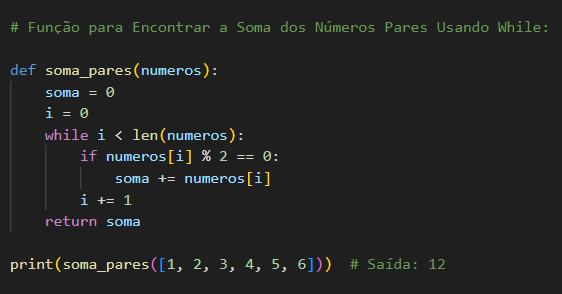 # Função para Encontrar a Soma dos Números Pares Usando While:
def soma_pares(numeros):
    soma = 0
    i = 0
    while i < len(numeros):
        if numeros[i] % 2 == 0:
            soma += numeros[i]
        i += 1
    return soma
print(soma_pares([1, 2, 3, 4, 5, 6]))  # Saída: 12